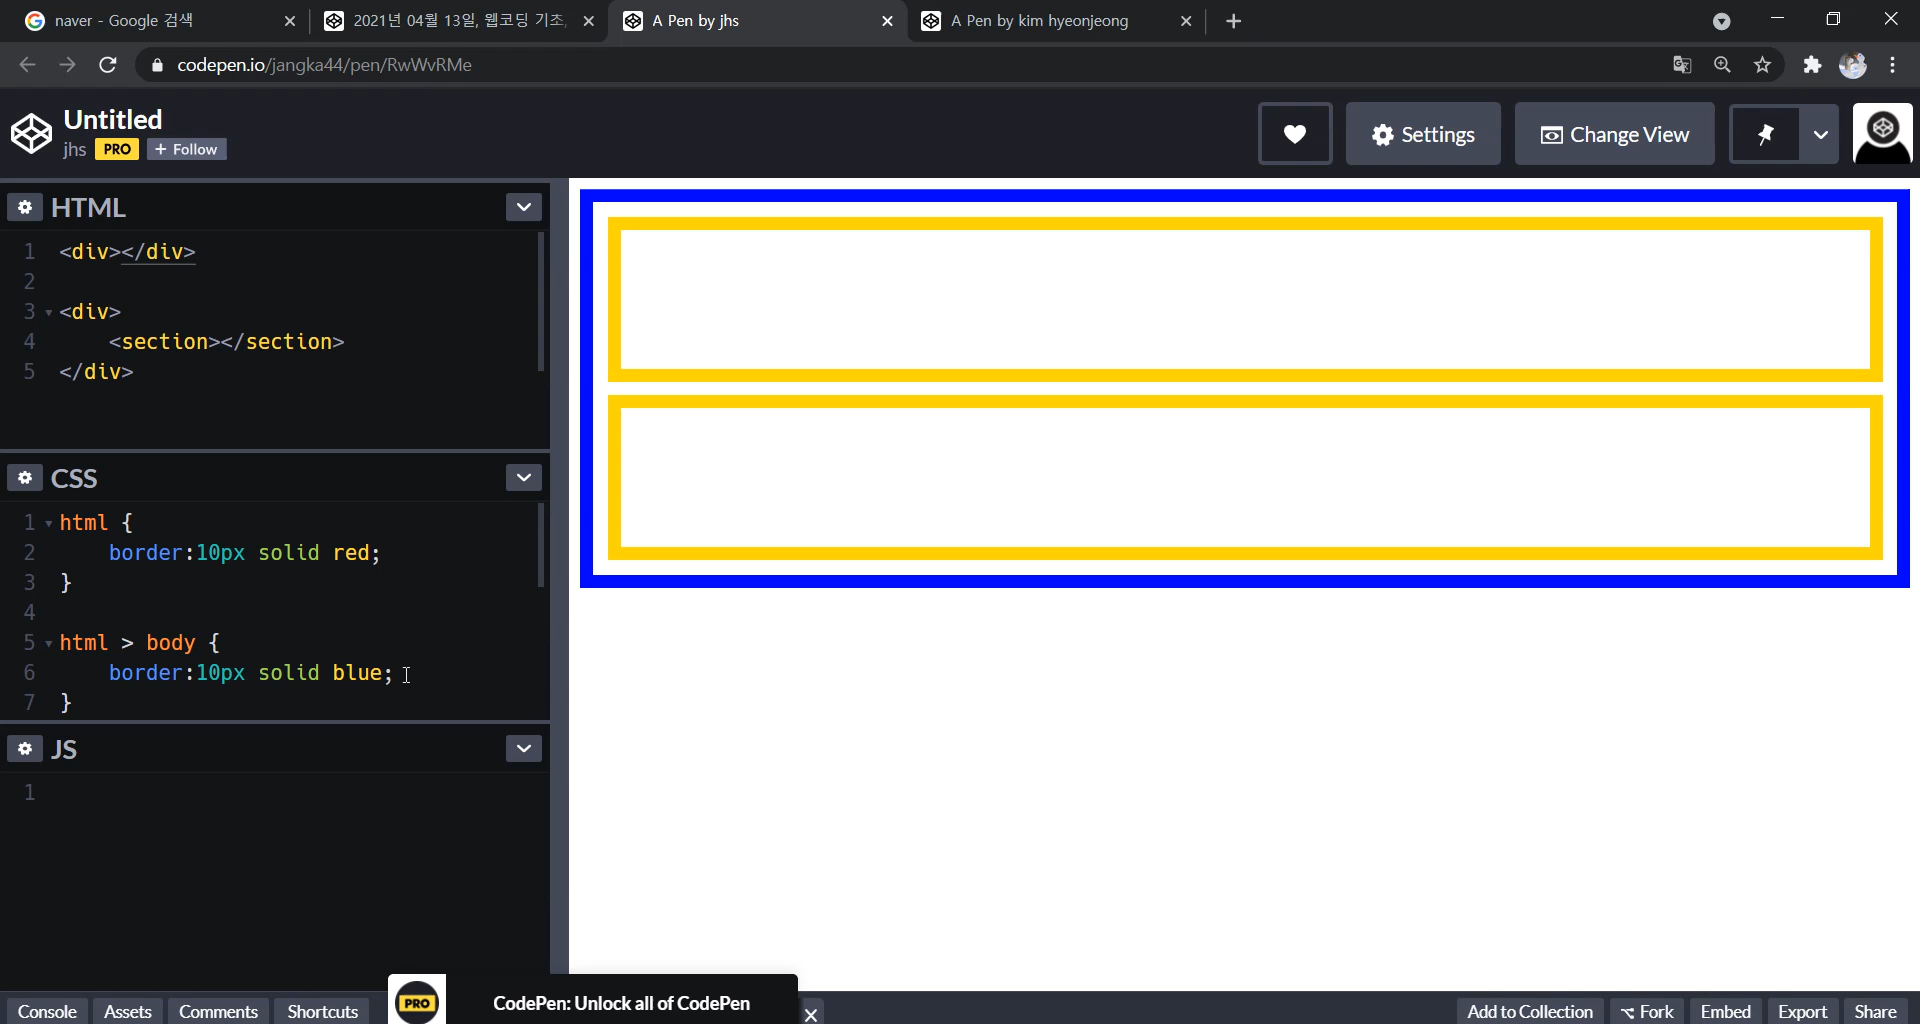 naver - Google 검색
2021년 04월 13일, 웹코딩 기초,
A Pen by jhs
A Pen by kim hyeonjeong
codepen.io/jangka44/pen/RwWvRMe
Untitled
jhs PRO + Follow
Settings
Change View
HTML
1 <div></div>
2
3 <div>
4 <section></section>
5 </div>
CSS
1 html {
2 border:10px solid red;
3 }
4
5 html > body {
6 border:10px solid blue;
7 }
JS
1
PRO CodePen: Unlock all of CodePen
Console Assets Comments Shortcuts
Add to Collection Fork Embed Export Share